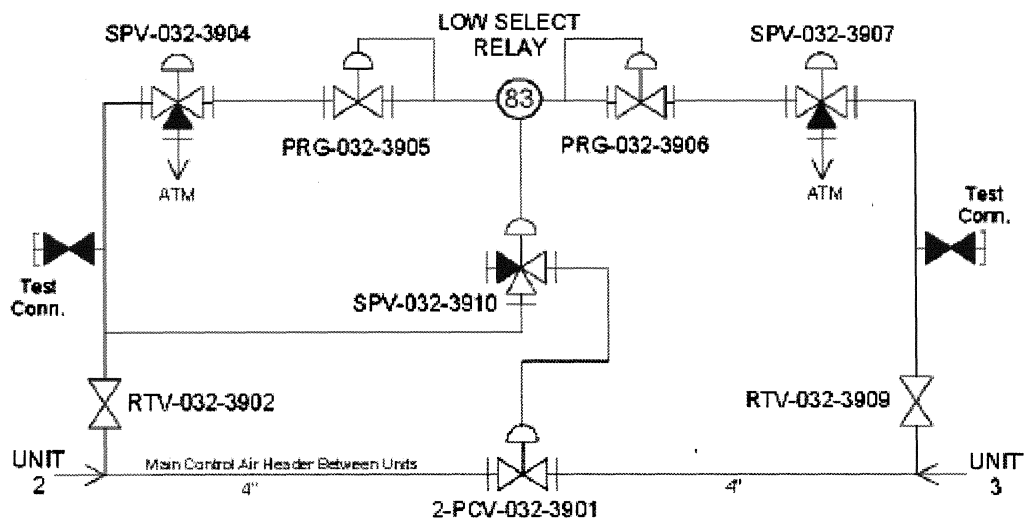 LOW SELECT
RELAY
SPV-032-3904
SPV-032-3907
83
PRG-032-3905
PRG-032-3906
ATM
ATM
Test
Conn.
Test
Conn.
SPV-032-3910
RTV-032-3902
RTV-032-3909
UNIT
2
Main Control Air Header Between Units
4"
4"
UNIT
3
2-PCV-032-3901